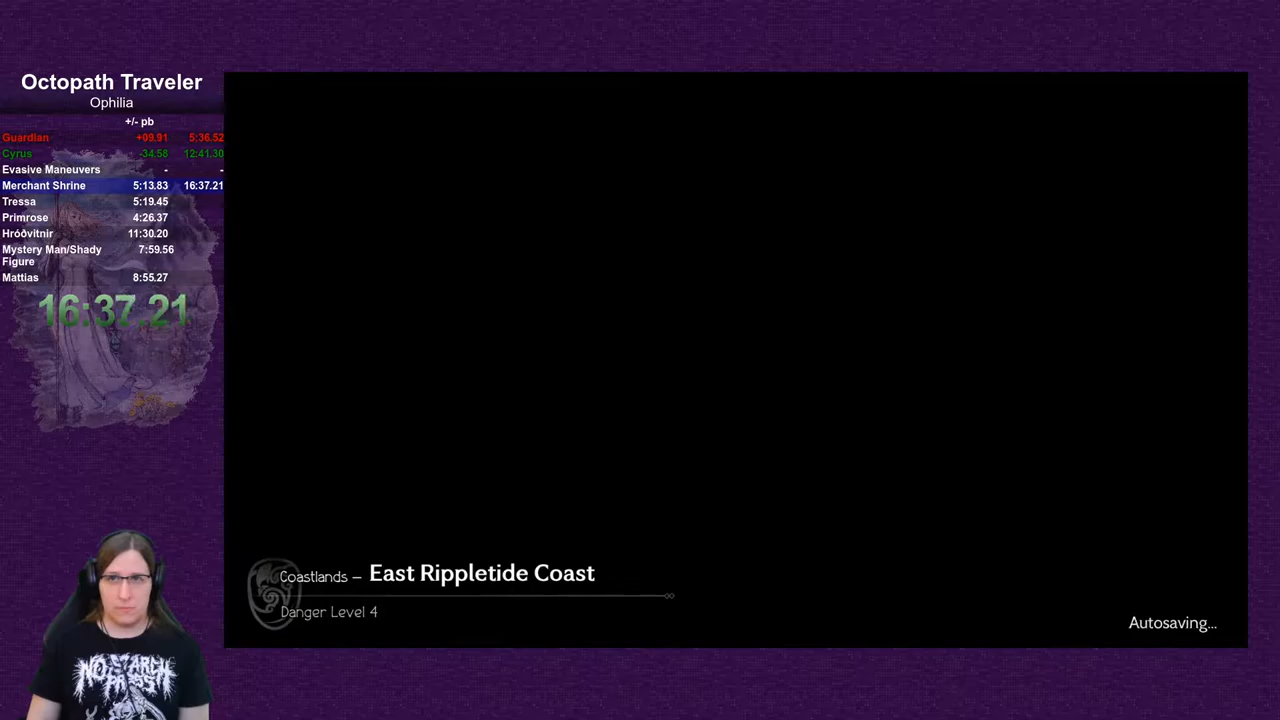 Octopath Traveler
Ophilia
+/- pb
Guardian +09.91 5:36.52
Cyrus -34.58 12:41.30
Evasive Maneuvers - -
Merchant Shrine 5:13.83 16:37.21
Tressa 5:19.45
Primrose 4:26.37
Hróðvitnir 11:30.20
Mystery Man/Shady 7:59.56
Figure
Mattias 8:55.27
16:37.21
Coastlands – East Rippletide Coast
Danger Level 4
Autosaving...
NO STARCH
PRESS